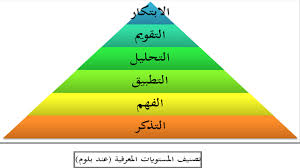 الابتكار
التقويم
التحليل
التطبيق
الفهم
التذكر
تصنيف المستويات المعرفية (عند بلوم)